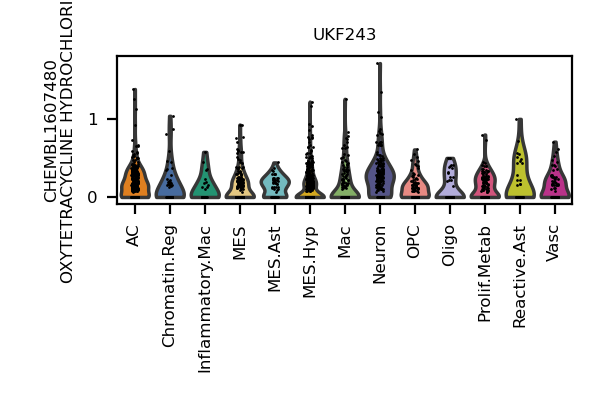 UKF243
CHEMBL1607480
OXYTETRACYCLINE HYDROCHLORI
1
0
AC
Chromatin.Reg
Inflammatory.Mac
MES
MES.Ast
MES.Hyp
Mac
Neuron
OPC
Oligo
Prolif.Metab
Reactive.Ast
Vasc